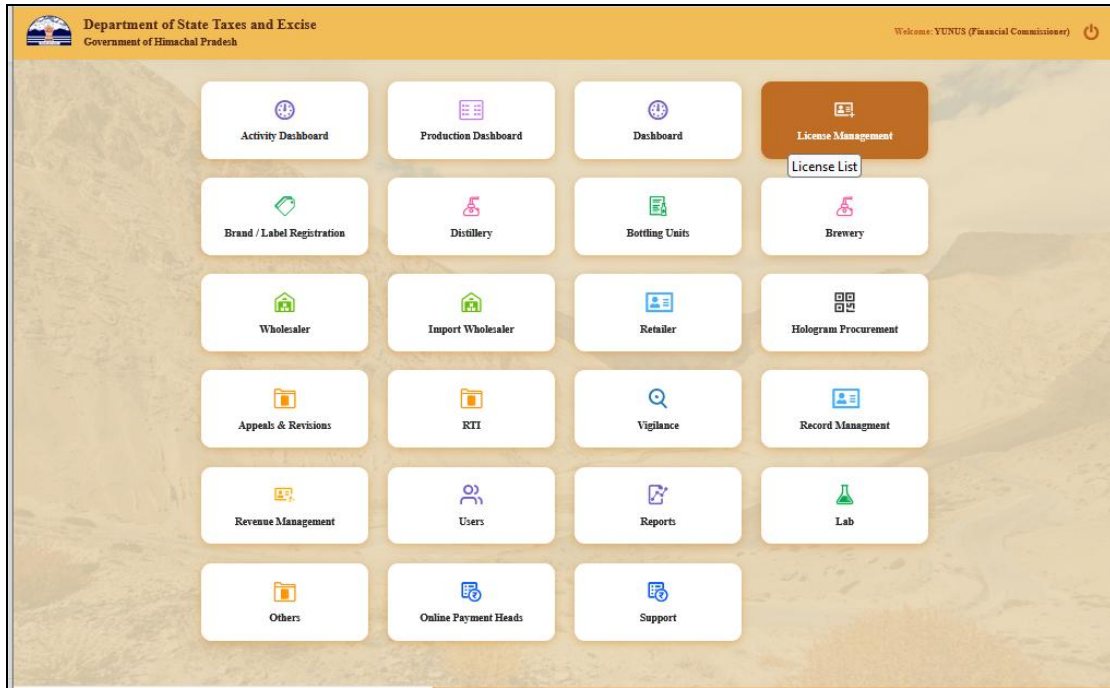 Department of State Taxes and Excise
Government of Himachal Pradesh
Welcome: YUNUS (Financial Commissioner)
Activity Dashboard
Production Dashboard
Dashboard
License Management
License List
Brand / Label Registration
Distillery
Bottling Units
Brewery
Wholesaler
Import Wholesaler
Retailer
Hologram Procurement
Appeals & Revisions
RTI
Vigilance
Record Managment
Revenue Management
Users
Reports
Lab
Others
Online Payment Heads
Support